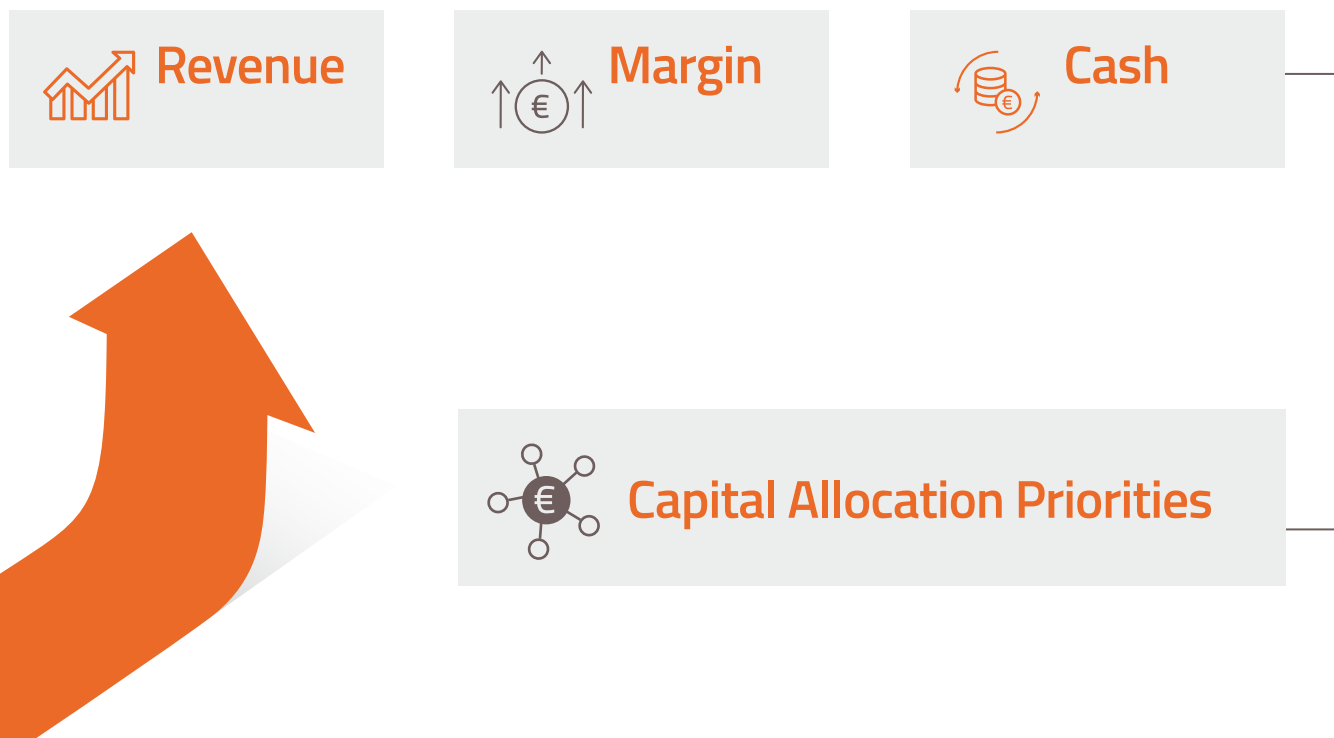 Revenue
Margin
€
Cash
€
€
Capital Allocation Priorities